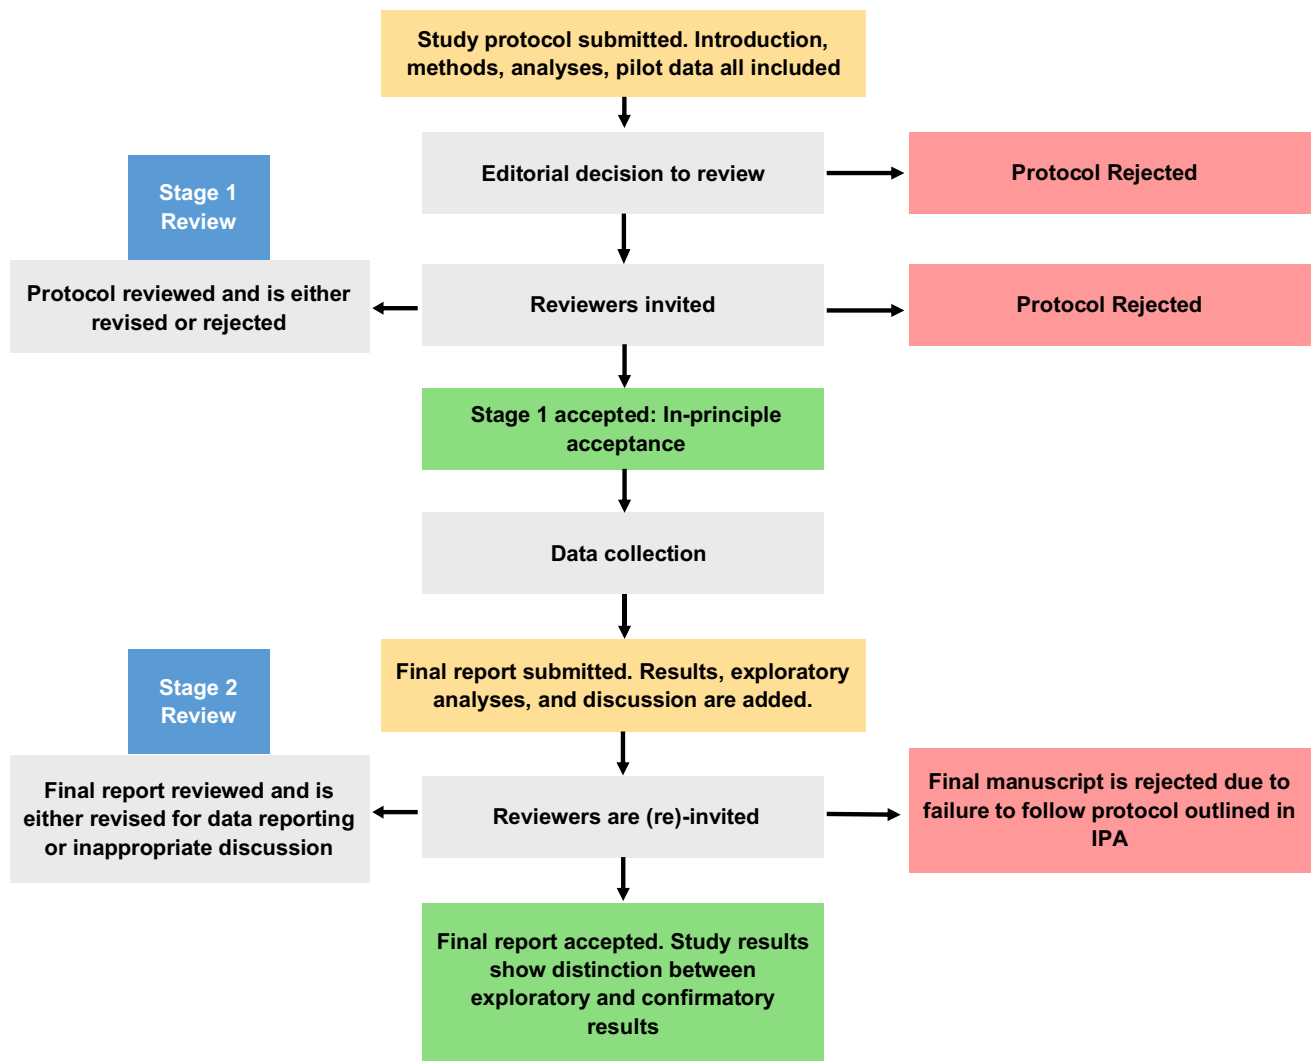 Study protocol submitted. Introduction,
methods, analyses, pilot data all included
Editorial decision to review
Protocol Rejected
Stage 1
Review
Protocol reviewed and is either
revised or rejected
Reviewers invited
Protocol Rejected
Stage 1 accepted: In-principle
acceptance
Data collection
Final report submitted. Results, exploratory
analyses, and discussion are added.
Stage 2
Review
Final report reviewed and is
either revised for data reporting
or inappropriate discussion
Reviewers are (re)-invited
Final manuscript is rejected due to
failure to follow protocol outlined in
IPA
Final report accepted. Study results
show distinction between
exploratory and confirmatory
results